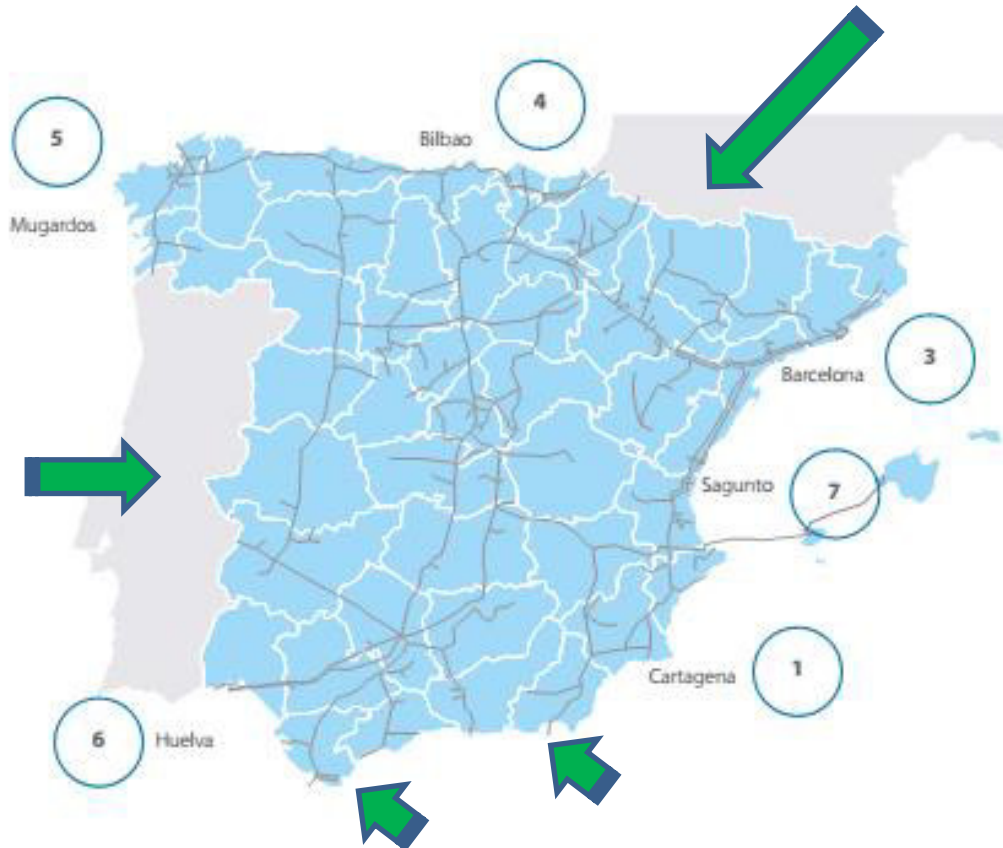 4
5
Bilbao
Mugardos
3
Barcelona
Sagunto
7
Cartagena
1
6
Huelva